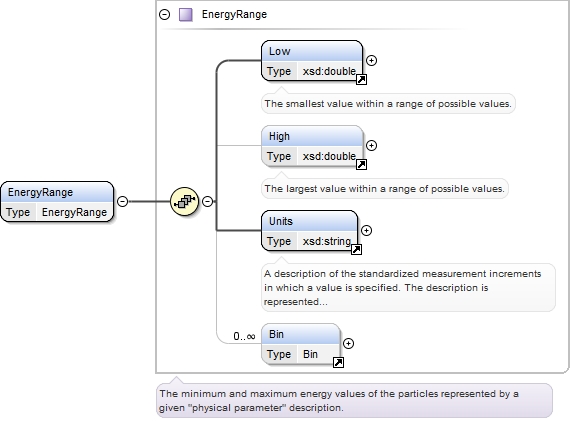 EnergyRange
Low
Type xsd:double
The smallest value within a range of possible values.
High
Type xsd:double
The largest value within a range of possible values.
EnergyRange
Type EnergyRange
Units
Type xsd:string
A description of the standardized measurement increments
in which a value is specified. The description is
represented...
0..∞
Bin
Type Bin
The minimum and maximum energy values of the particles represented by a
given "physical parameter" description.